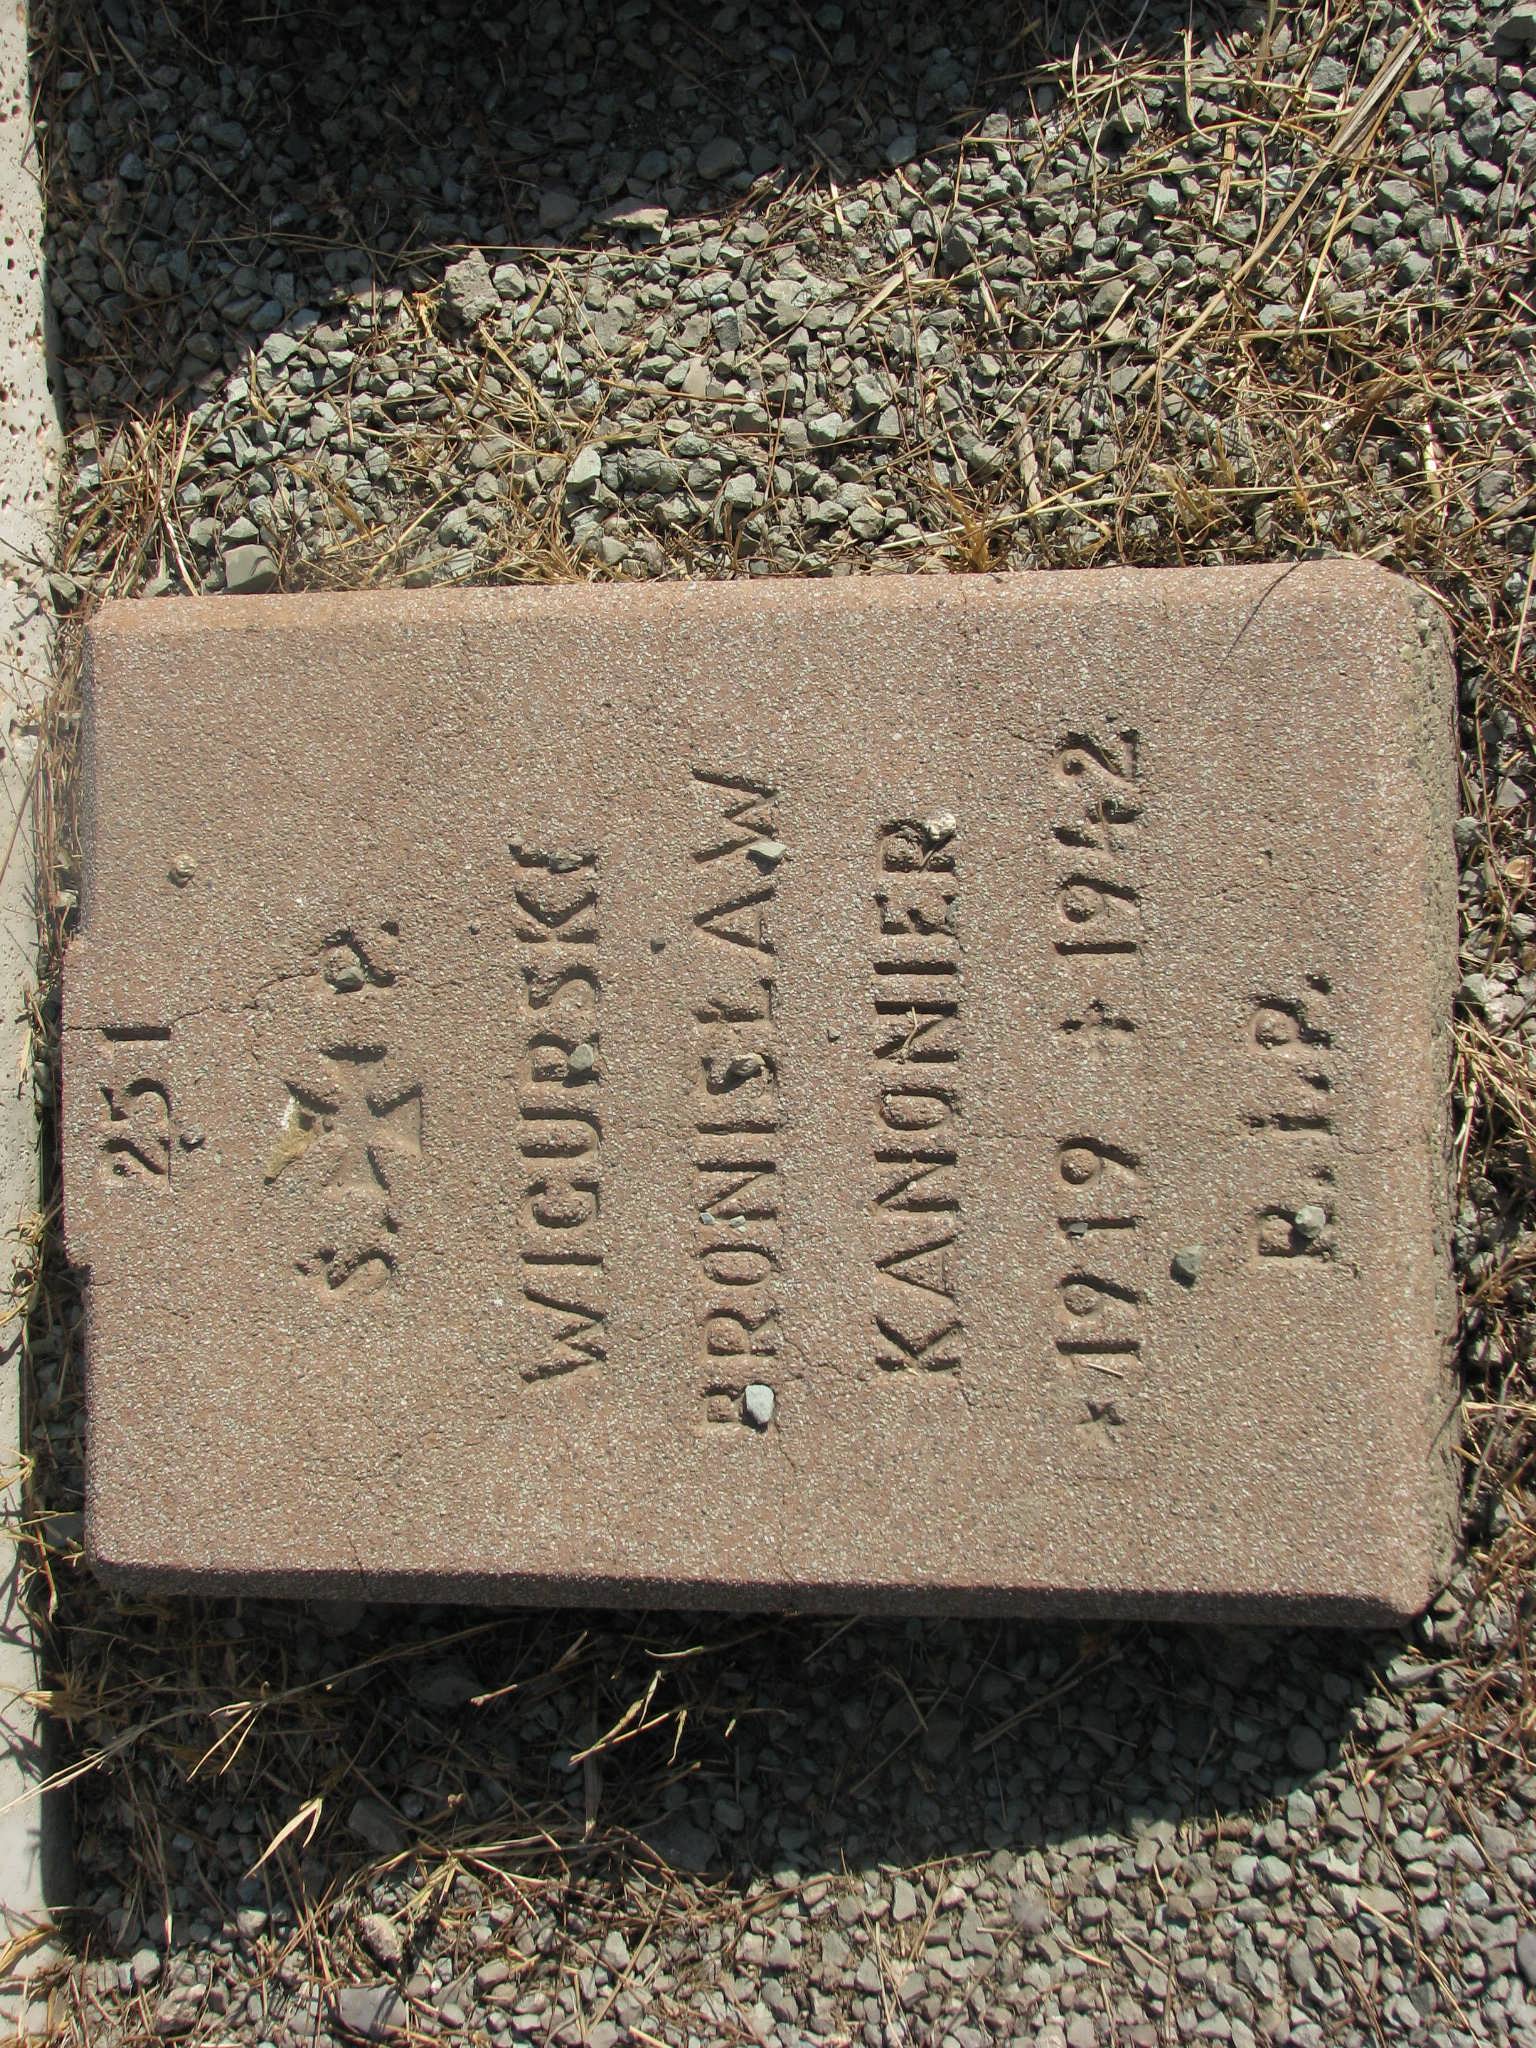 251
Ś. P.
WIGURSKI
BRONISŁAW
KANONIER
* 1919 + 1942
R. I. P.